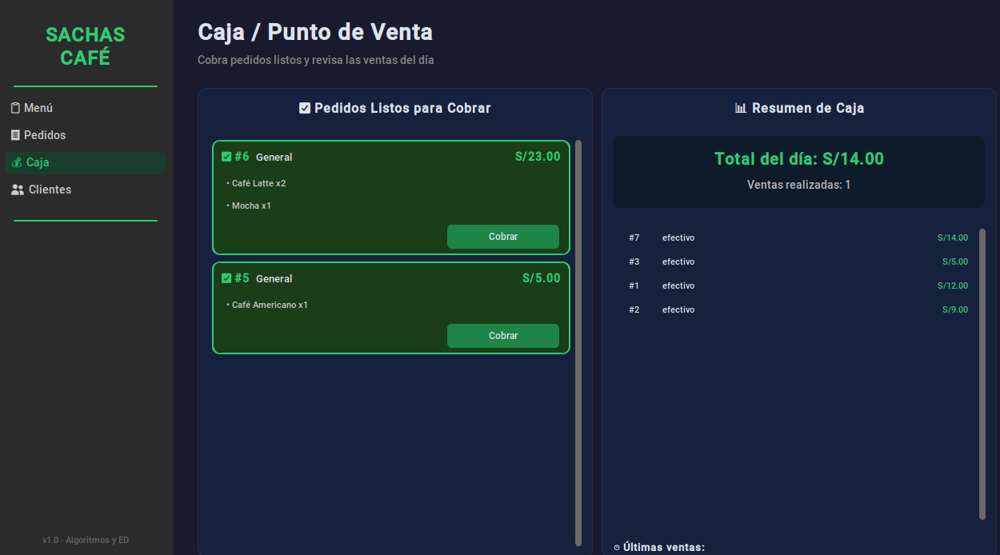 SACHAS
CAFÉ
Menú
Pedidos
Caja
Clientes
v1.0 · Algoritmos y ED
Caja / Punto de Venta
Cobra pedidos listos y revisa las ventas del día
Pedidos Listos para Cobrar
#6 General S/23.00
• Café Latte x2
• Mocha x1
Cobrar
#5 General S/5.00
• Café Americano x1
Cobrar
Resumen de Caja
Total del día: S/14.00
Ventas realizadas: 1
#7 efectivo S/14.00
#3 efectivo S/5.00
#1 efectivo S/12.00
#2 efectivo S/9.00
Últimas ventas: